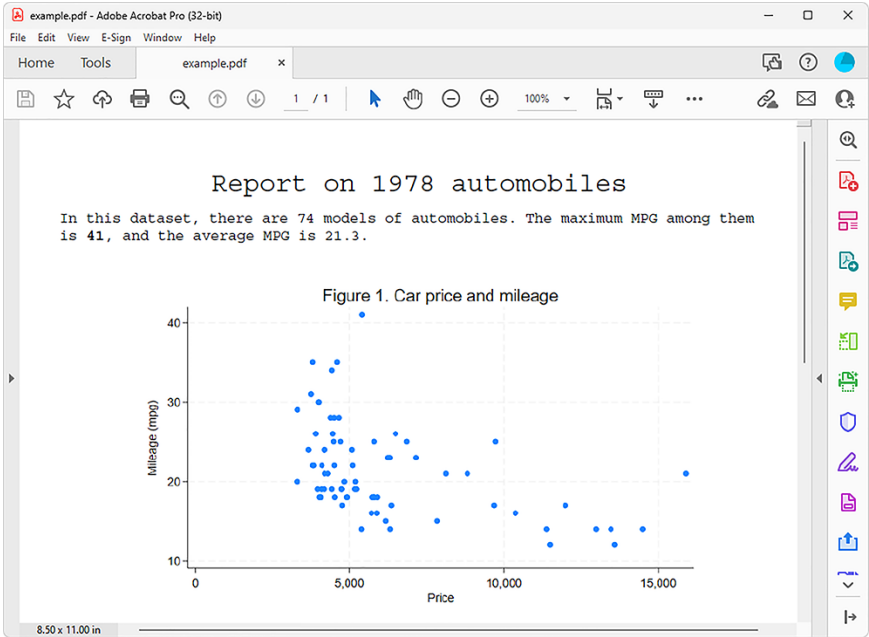 example.pdf - Adobe Acrobat Pro (32-bit)
File Edit View E-Sign Window Help
Home Tools example.pdf ×
1 / 1 100%
Report on 1978 automobiles
In this dataset, there are 74 models of automobiles. The maximum MPG among them
is 41, and the average MPG is 21.3.
Figure 1. Car price and mileage
Mileage (mpg)
40
30
20
10
0 5,000 10,000 15,000
Price
8.50 x 11.00 in